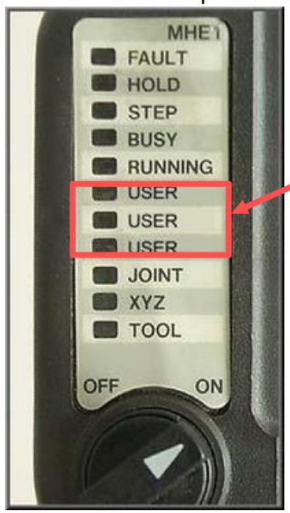 MHE1
FAULT
HOLD
STEP
BUSY
RUNNING
USER
USER
USER
JOINT
XYZ
TOOL
OFF ON